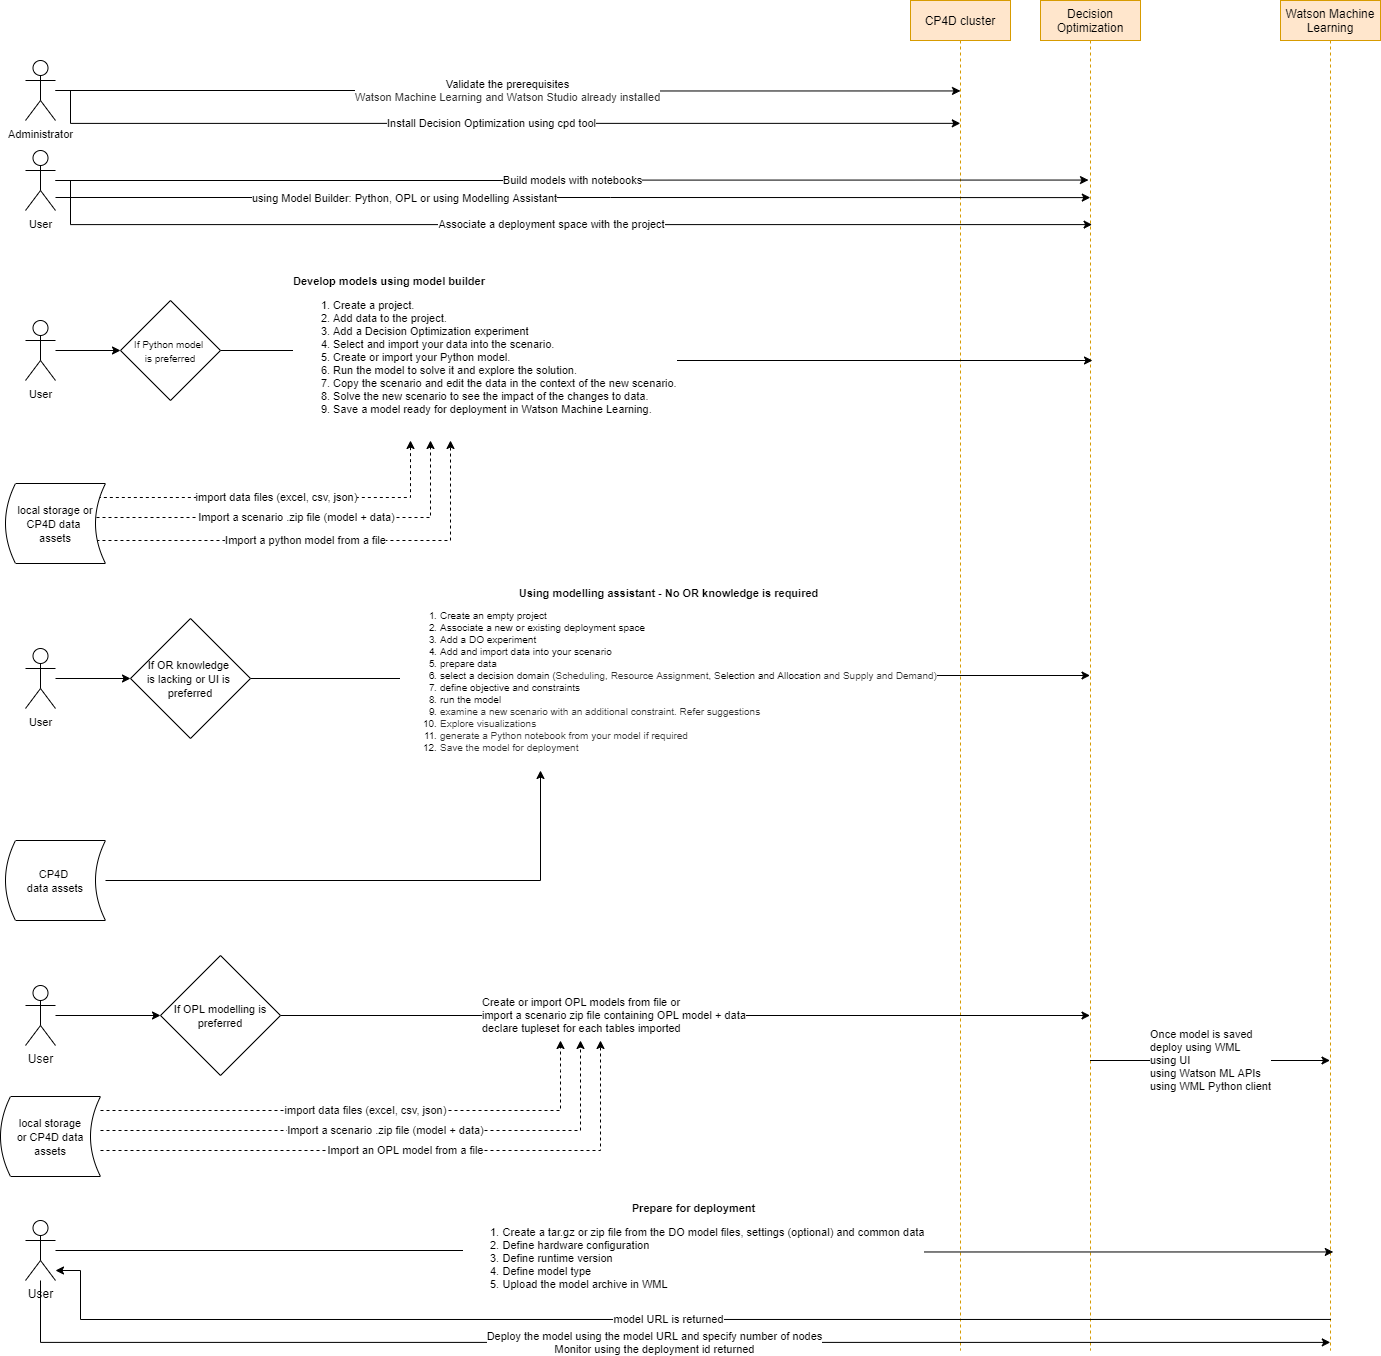 CP4D cluster
Decision
Optimization
Watson Machine
Learning
Validate the prerequisites
Watson Machine Learning and Watson Studio already installed
Install Decision Optimization using cpd tool
Administrator
Build models with notebooks
using Model Builder: Python, OPL or using Modelling Assistant
Associate a deployment space with the project
User
Develop models using model builder
1. Create a project.
2. Add data to the project.
3. Add a Decision Optimization experiment
4. Select and import your data into the scenario.
5. Create or import your Python model.
6. Run the model to solve it and explore the solution.
7. Copy the scenario and edit the data in the context of the new scenario.
8. Solve the new scenario to see the impact of the changes to data.
9. Save a model ready for deployment in Watson Machine Learning.
If Python model
is preferred
User
local storage or
CP4D data
assets
import data files (excel, csv, json)
Import a scenario .zip file (model + data)
Import a python model from a file
Using modelling assistant - No OR knowledge is required
1. Create an empty project
2. Associate a new or existing deployment space
3. Add a DO experiment
4. Add and import data into your scenario
5. prepare data
6. select a decision domain (Scheduling, Resource Assignment, Selection and Allocation and Supply and Demand)
7. define objective and constraints
8. run the model
9. examine a new scenario with an additional constraint. Refer suggestions
10. Explore visualizations
11. generate a Python notebook from your model if required
12. Save the model for deployment
If OR knowledge
is lacking or UI is
preferred
User
CP4D
data assets
If OPL modelling is
preferred
User
Create or import OPL models from file or
import a scenario zip file containing OPL model + data
declare tupleset for each tables imported
Once model is saved
deploy using WML
using UI
using Watson ML APIs
using WML Python client
local storage
or CP4D data
assets
import data files (excel, csv, json)
Import a scenario .zip file (model + data)
Import an OPL model from a file
Prepare for deployment
1. Create a tar.gz or zip file from the DO model files, settings (optional) and common data
2. Define hardware configuration
3. Define runtime version
4. Define model type
5. Upload the model archive in WML
User
model URL is returned
Deploy the model using the model URL and specify number of nodes
Monitor using the deployment id returned